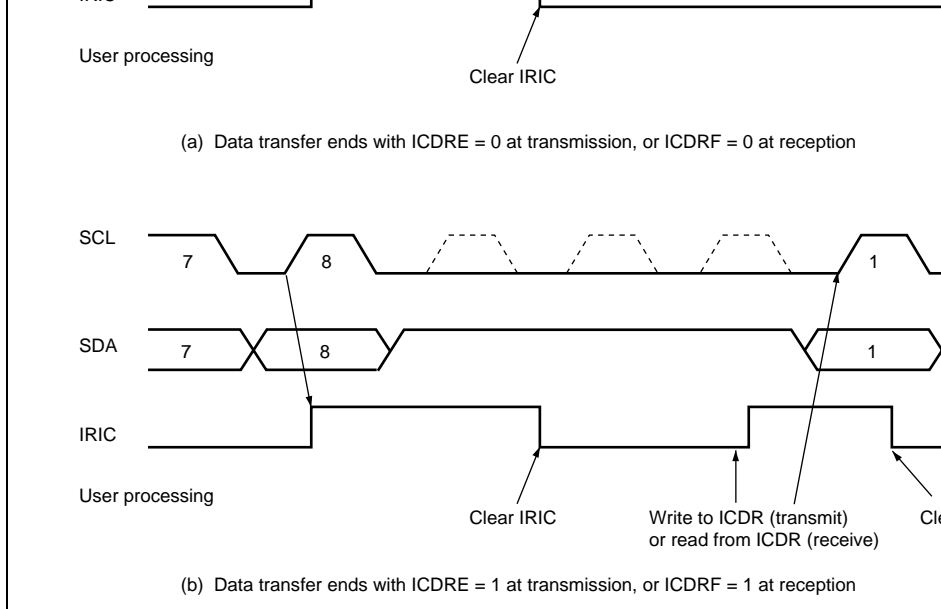 User processing
Clear IRIC
(a) Data transfer ends with ICDRE = 0 at transmission, or ICDRF = 0 at reception
SCL
7 8 1
SDA
7 8 1
IRIC
User processing
Clear IRIC
Write to ICDR (transmit)
or read from ICDR (receive)
(b) Data transfer ends with ICDRE = 1 at transmission, or ICDRF = 1 at reception